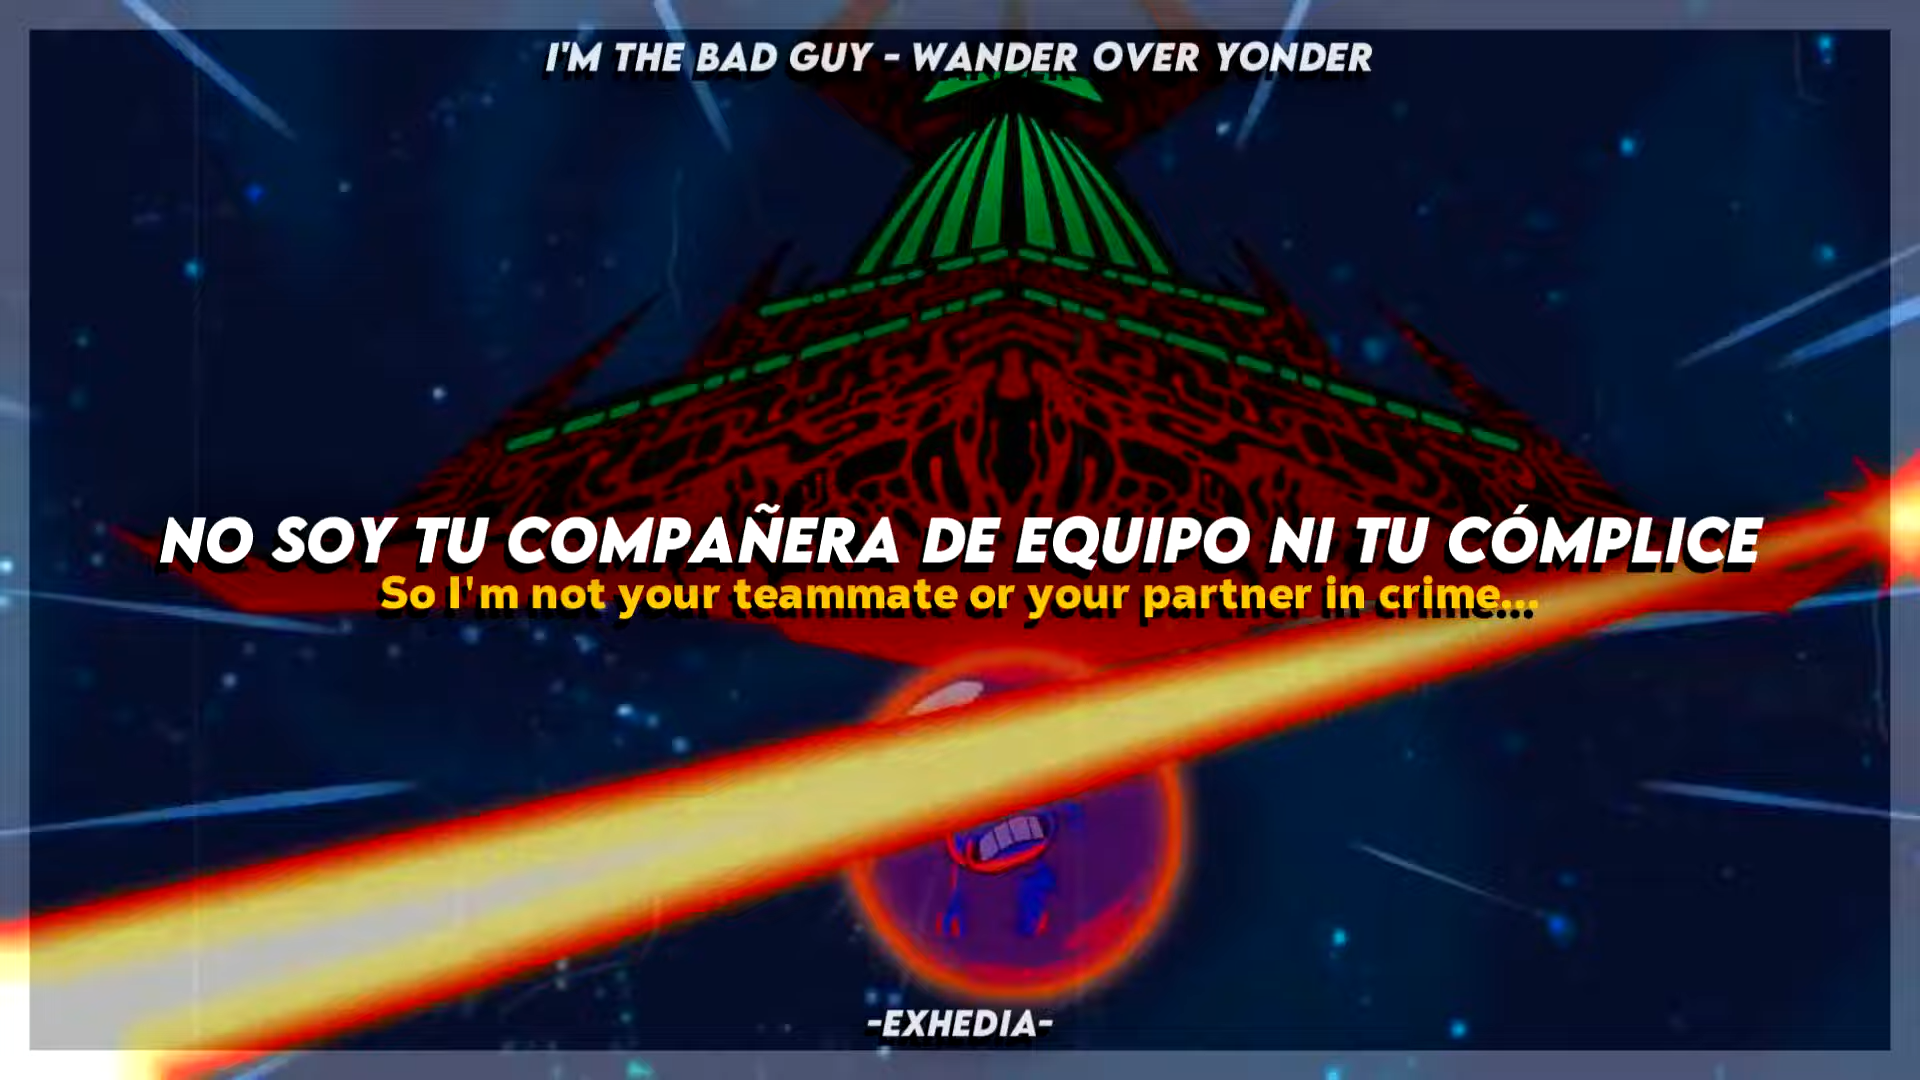 I'M THE BAD GUY - WANDER OVER YONDER
NO SOY TU COMPAÑERA DE EQUIPO NI TU CÓMPLICE
So I'm not your teammate or your partner in crime...
-EXHEDIA-